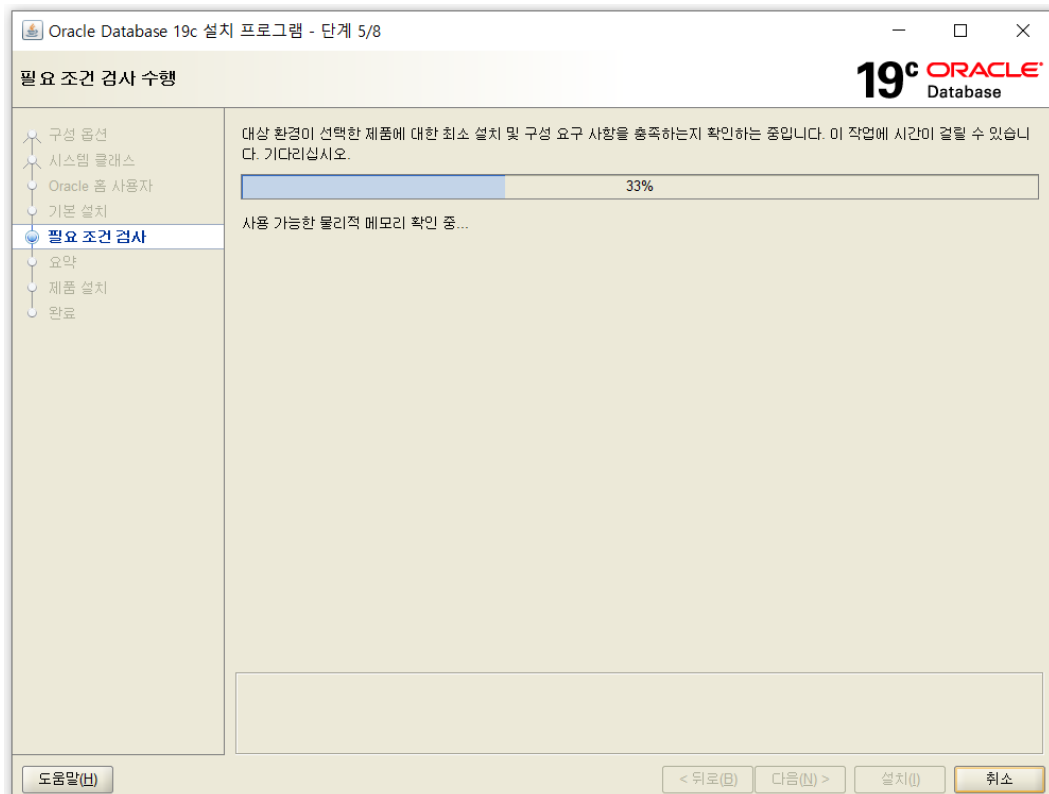 Oracle Database 19c 설치 프로그램 - 단계 5/8
필요 조건 검사 수행
19c ORACLE
Database
구성 옵션
시스템 클래스
Oracle 홈 사용자
기본 설치
필요 조건 검사
요약
제품 설치
완료
대상 환경이 선택한 제품에 대한 최소 설치 및 구성 요구 사항을 충족하는지 확인하는 중입니다. 이 작업에 시간이 걸릴 수 있습니
다. 기다리십시오.
33%
사용 가능한 물리적 메모리 확인 중...
도움말(H)
< 뒤로(B)
다음(N) >
설치(I)
취소